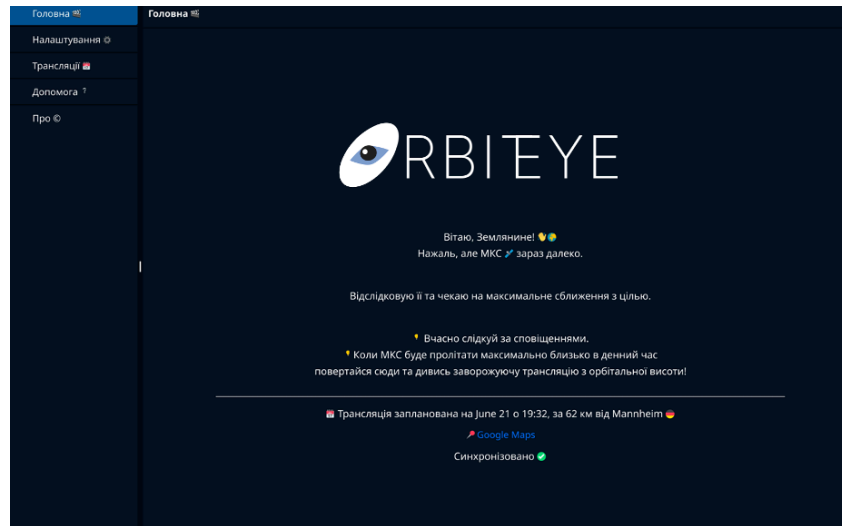 Головна
Налаштування
Трансляції
Допомога ?
Про ©
Головна
ORBITEYE
Вітаю, Землянине! 👋🌍
Нажаль, але МКС 🛰 зараз далеко.
Відслідковую її та чекаю на максимальне сближення з цілью.
💡 Вчасно слідкуй за сповіщеннями.
💡 Коли МКС буде пролітати максимально близько в денний час
повертайся сюди та дивись заворожуючу трансляцію з орбітальної висоти!
📅 Трансляція запланована на June 21 о 19:32, за 62 км від Mannheim 🇩🇪
📍 Google Maps
Синхронізовано ✅